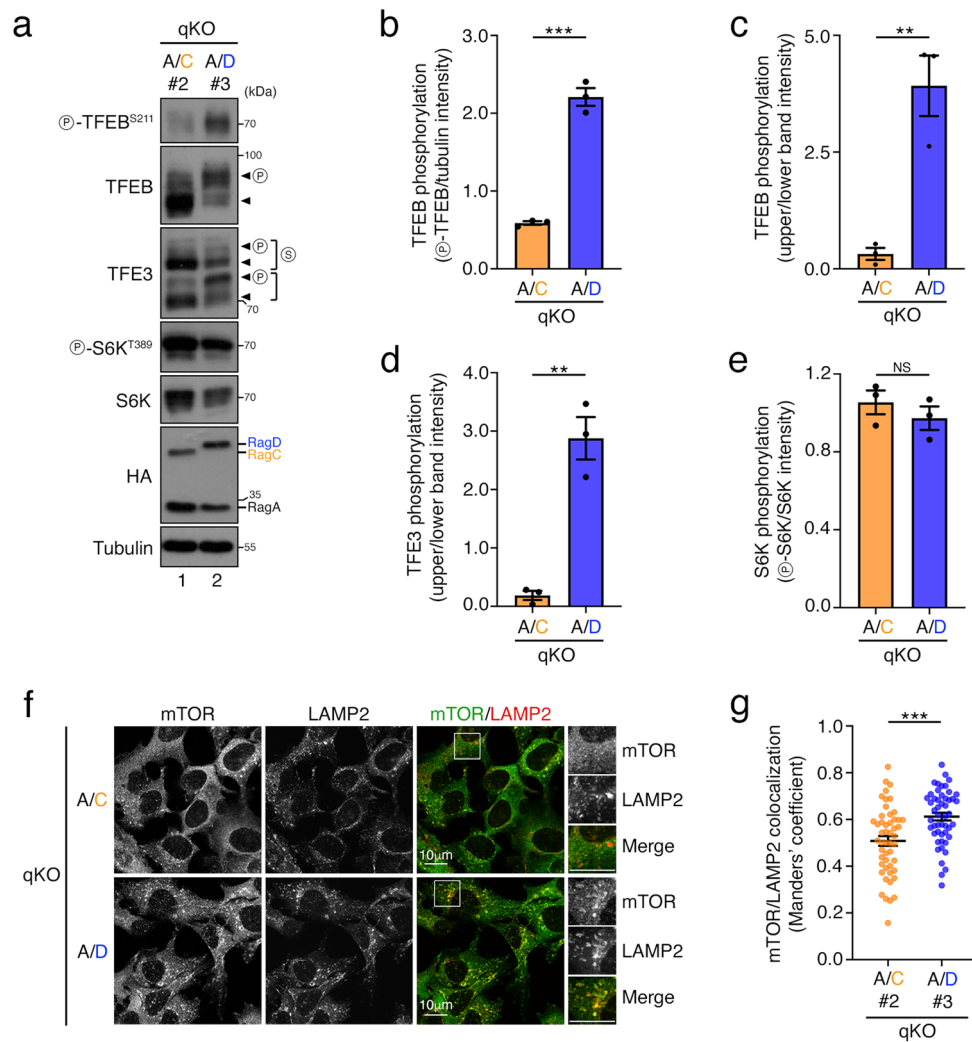 a
qKO
A/C A/D
#2 #3
(kDa)
Ⓟ-TFEB^S211
70
100
TFEB
Ⓟ
TFE3
Ⓟ
Ⓢ
Ⓟ
70
Ⓟ-S6K^T389
70
S6K
70
HA
RagD
RagC
35
RagA
Tubulin
55
1 2
b
TFEB phosphorylation
(Ⓟ-TFEB/tubulin intensity)
3.0
2.0
1.0
0.0
***
A/C A/D
qKO
c
TFEB phosphorylation
(upper/lower band intensity)
5.0
2.5
0.0
**
A/C A/D
qKO
d
TFE3 phosphorylation
(upper/lower band intensity)
4.0
3.0
2.0
1.0
0.0
**
A/C A/D
qKO
e
S6K phosphorylation
(Ⓟ-S6K/S6K intensity)
1.2
0.8
0.4
0.0
NS
A/C A/D
qKO
f
mTOR LAMP2 mTOR/LAMP2
qKO
A/C
10μm
mTOR
LAMP2
Merge
A/D
10μm
mTOR
LAMP2
Merge
g
mTOR/LAMP2 colocalization
(Manders' coefficient)
1.0
0.8
0.6
0.4
0.2
0.0
***
A/C A/D
#2 #3
qKO